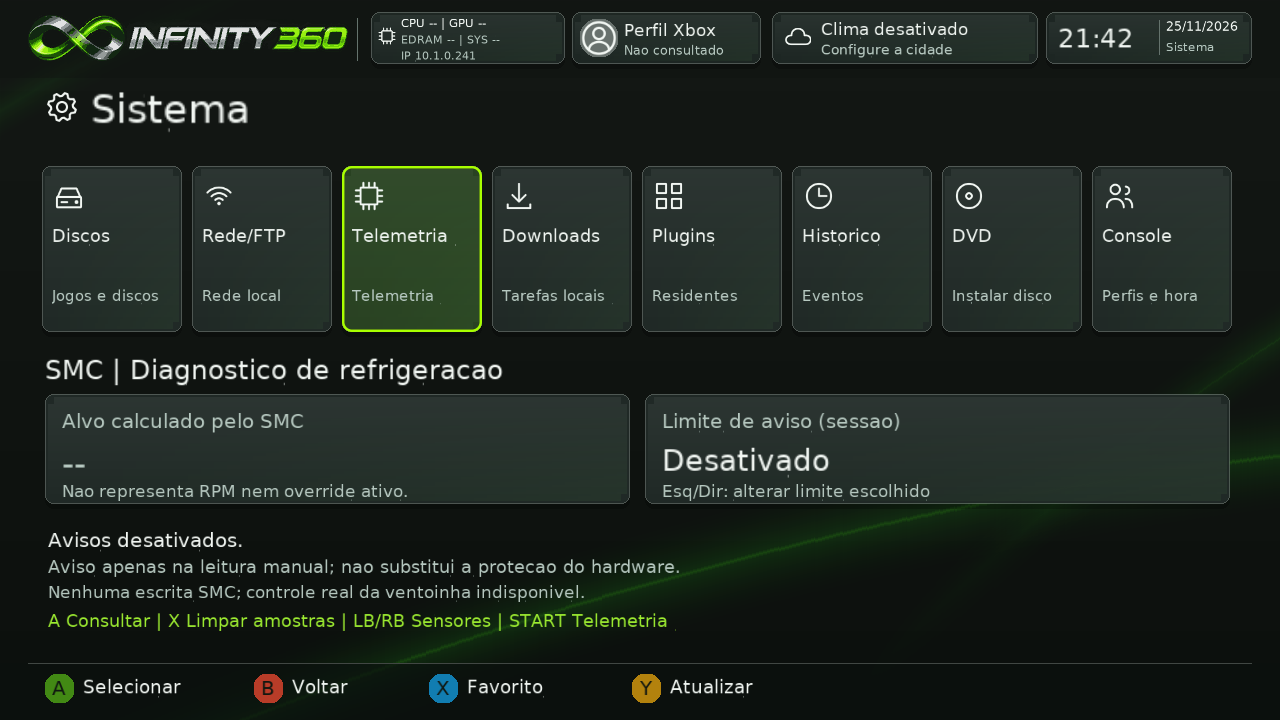 INFINITY 360
CPU -- | GPU --
EDRAM -- | SYS --
IP 10.1.0.241
Perfil Xbox
Nao consultado
Clima desativado
Configure a cidade
21:42
25/11/2026
Sistema
Sistema
Discos
Jogos e discos
Rede/FTP
Rede local
Telemetria
Telemetria
Downloads
Tarefas locais
Plugins
Residentes
Historico
Eventos
DVD
Instalar disco
Console
Perfis e hora
SMC | Diagnostico de refrigeracao
Alvo calculado pelo SMC
--
Nao representa RPM nem override ativo.
Limite de aviso (sessao)
Desativado
Esq/Dir: alterar limite escolhido
Avisos desativados.
Aviso apenas na leitura manual; nao substitui a protecao do hardware.
Nenhuma escrita SMC; controle real da ventoinha indisponivel.
A Consultar | X Limpar amostras | LB/RB Sensores | START Telemetria
A Selecionar
B Voltar
X Favorito
Y Atualizar